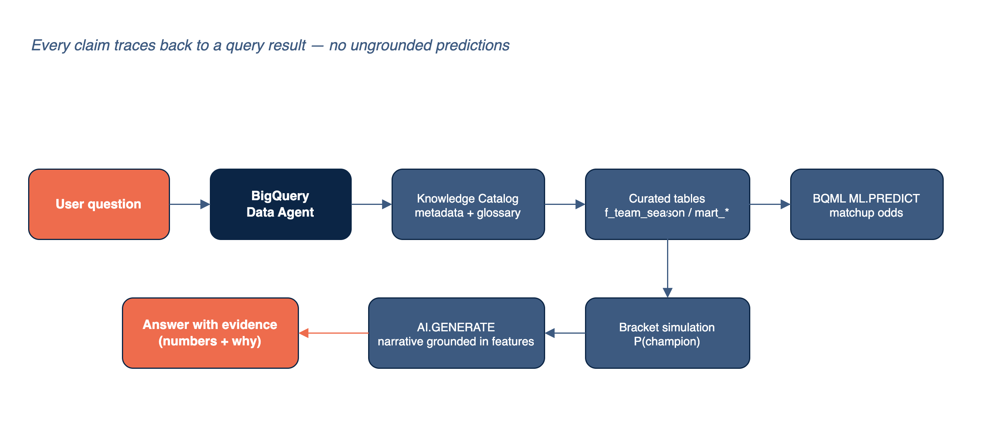 Every claim traces back to a query result — no ungrounded predictions
User question
BigQuery
Data Agent
Knowledge Catalog
metadata + glossary
Curated tables
f_team_season / mart_*
BQML ML.PREDICT
matchup odds
Answer with evidence
(numbers + why)
AI.GENERATE
narrative grounded in features
Bracket simulation
P(champion)